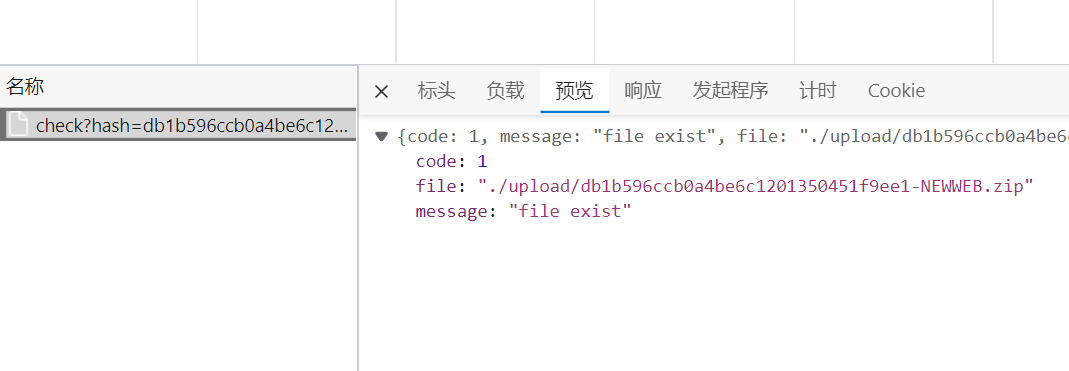 名称
标头 负载 预览 响应 发起程序 计时 Cookie
check?hash=db1b596ccb0a4be6c12...
{code: 1, message: "file exist", file: "./upload/db1b596ccb0a4be6c
code: 1
file: "./upload/db1b596ccb0a4be6c1201350451f9ee1-NEWWEB.zip"
message: "file exist"